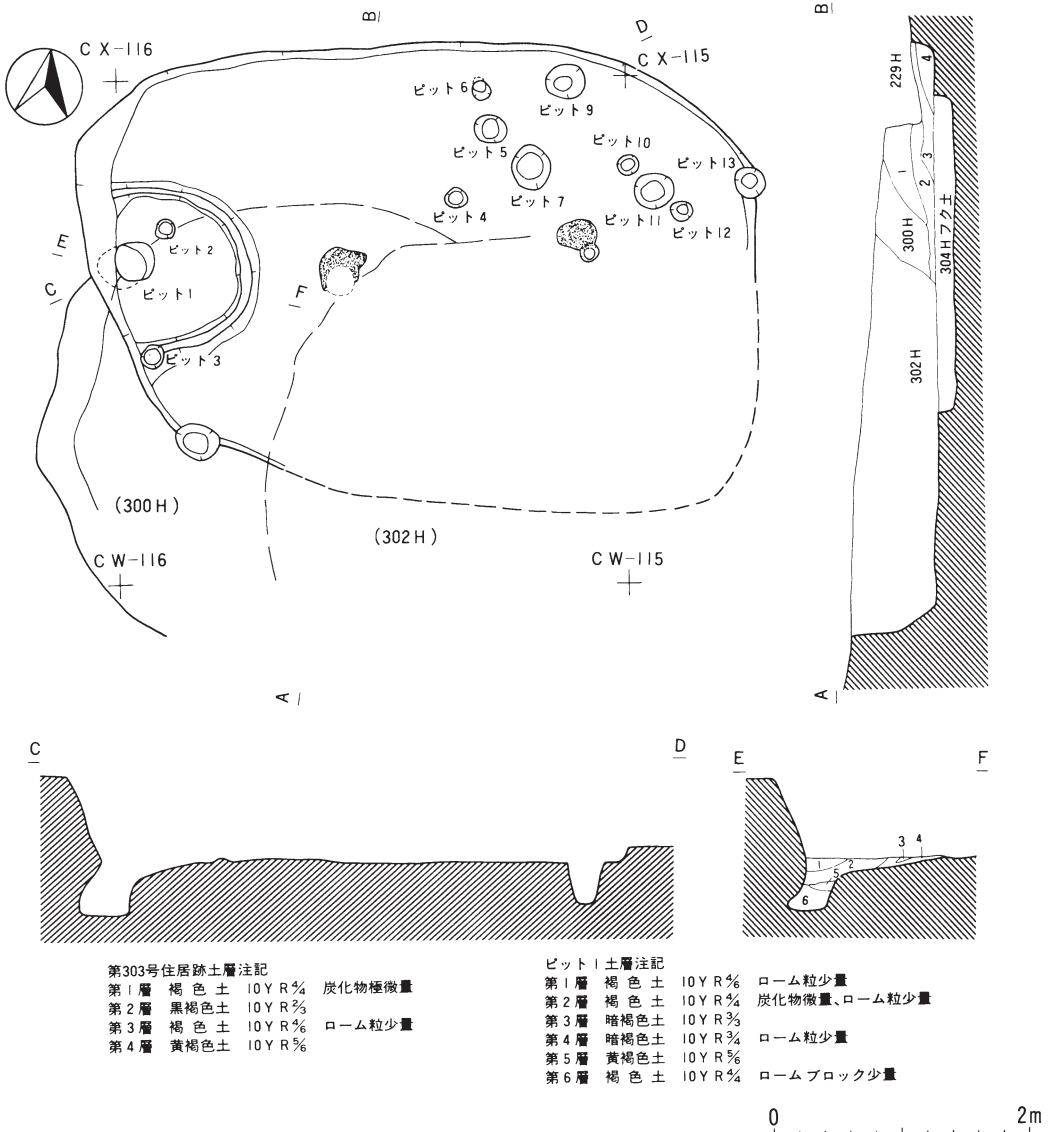 B
B
D
C X-116
C X-115
229H
4
ピット6
ピット9
ピット5
ピット10
ピット13
3
1
2
ピット4
ピット7
ピット11
ピット12
ピット2
E
300H
304Hフク土
C
ピット1
F
ピット3
302H
(300H)
(302H)
C W-116
C W-115
A
A
C
D
E
F
3
4
1
2
5
6
第303号住居跡土層注記
第1層 褐色土 10YR4/4 炭化物極微量
第2層 黒褐色土 10YR2/3
第3層 褐色土 10YR4/6 ローム粒少量
第4層 黄褐色土 10YR5/6
ピット1土層注記
第1層 褐色土 10YR4/6 ローム粒少量
第2層 褐色土 10YR4/4 炭化物微量、ローム粒少量
第3層 暗褐色土 10YR3/3
第4層 暗褐色土 10YR3/4 ローム粒少量
第5層 黄褐色土 10YR5/6
第6層 褐色土 10YR4/4 ロームブロック少量
0 2m